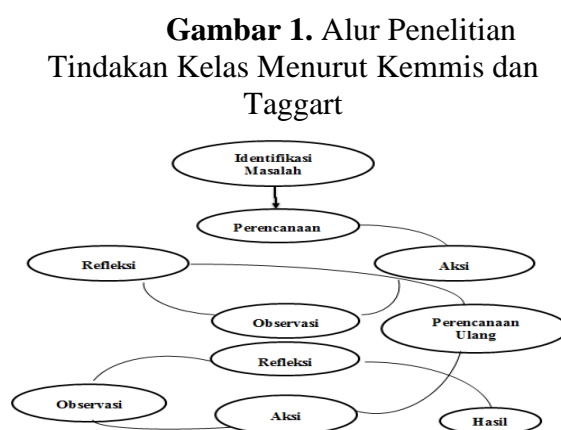 Gambar 1. Alur Penelitian
Tindakan Kelas Menurut Kemmis dan
Taggart
Identifikasi
Masalah
Perencanaan
Refleksi
Aksi
Observasi
Perencanaan
Ulang
Refleksi
Observasi
Aksi
Hasil